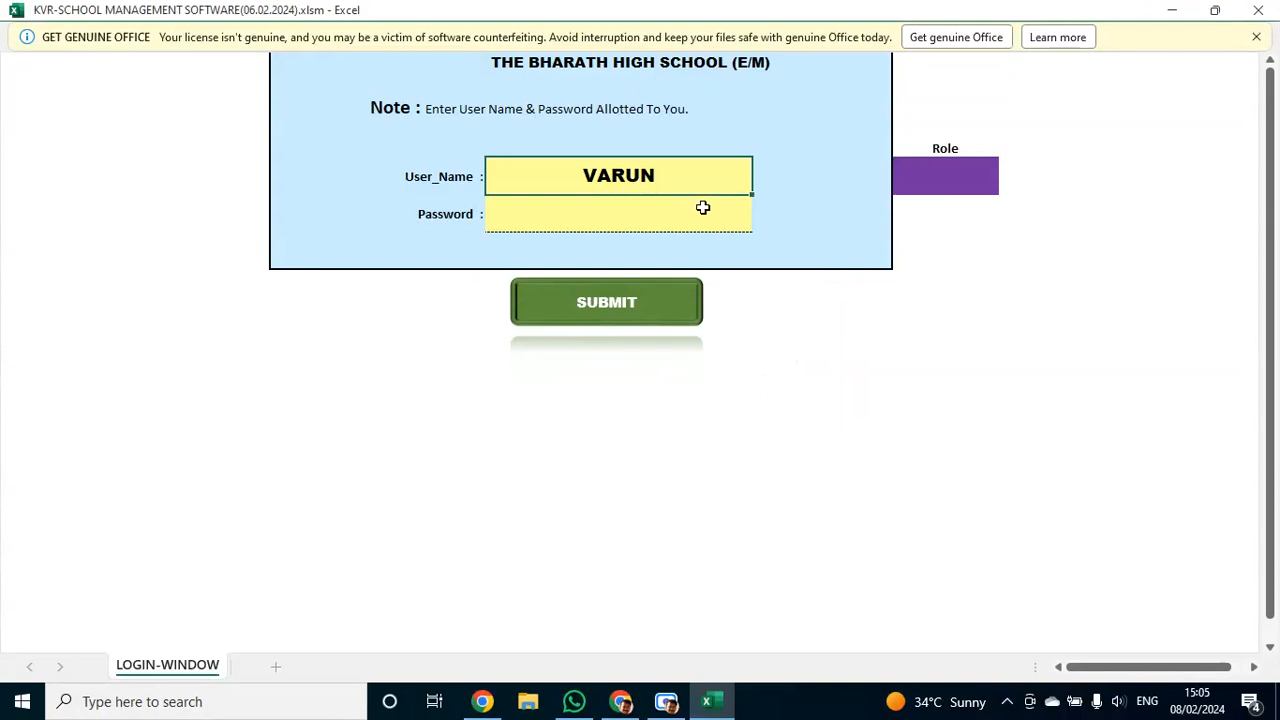 KVR-SCHOOL MANAGEMENT SOFTWARE(06.02.2024).xlsm - Excel
GET GENUINE OFFICE Your license isn't genuine, and you may be a victim of software counterfeiting. Avoid interruption and keep your files safe with genuine Office today. Get genuine Office Learn more
THE BHARATH HIGH SCHOOL (E/M)
Note : Enter User Name & Password Allotted To You.
Role
User_Name : VARUN
Password :
SUBMIT
LOGIN-WINDOW
Type here to search
34°C Sunny
ENG
15:05
08/02/2024
4